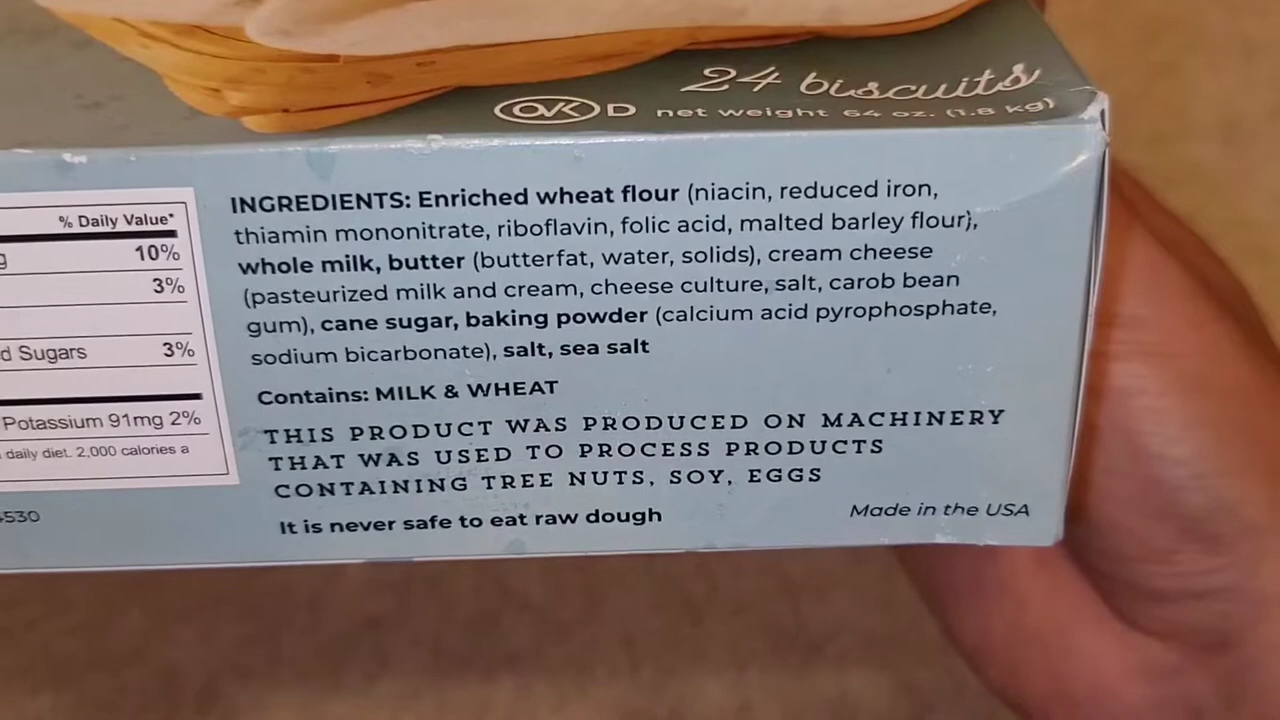 24 biscuits
OVK D net weight 64 oz. (1.8 kg)
% Daily Value*
g 10%
3%
d Sugars 3%
Potassium 91mg 2%
daily diet. 2,000 calories a
530
INGREDIENTS: Enriched wheat flour (niacin, reduced iron,
thiamin mononitrate, riboflavin, folic acid, malted barley flour},
whole milk, butter (butterfat, water, solids), cream cheese
(pasteurized milk and cream, cheese culture, salt, carob bean
gum), cane sugar, baking powder (calcium acid pyrophosphate,
sodium bicarbonate), salt, sea salt
Contains: MILK & WHEAT
THIS PRODUCT WAS PRODUCED ON MACHINERY
THAT WAS USED TO PROCESS PRODUCTS
CONTAINING TREE NUTS, SOY, EGGS
It is never safe to eat raw dough
Made in the USA